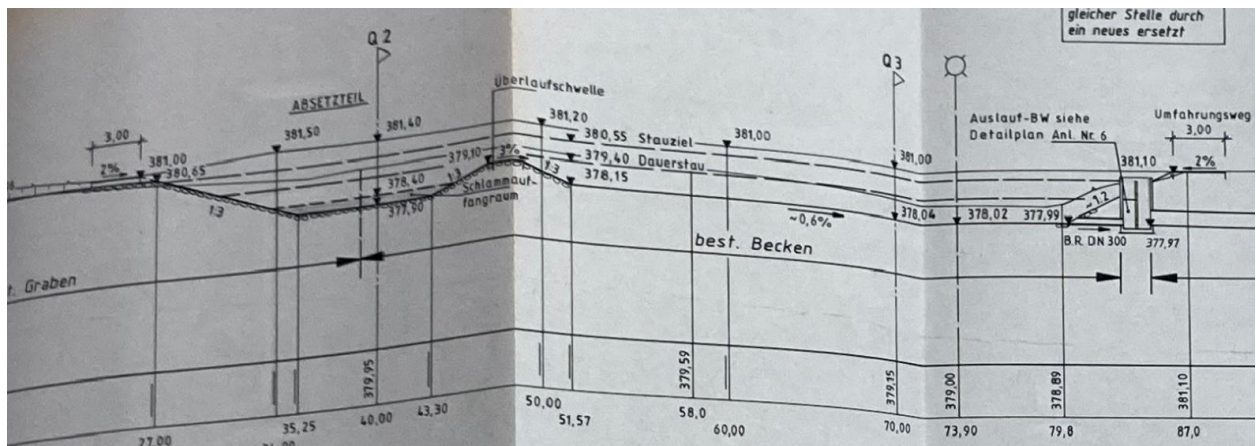 gleicher Stelle durch
ein neues ersetzt
Q 2
Q 3
Überlaufschwelle
ABSETZTEIL
3,00
2%
381,00
380,65
381,50
381,40
379,10
3%
381,20
380,55 Stauziel
379,40 Dauerstau
378,15
381,00
381,00
Auslauf-BW siehe
Detailplan Anl. Nr. 6
Umfahrungsweg
3,00
381,10
2%
1:3
378,40
377,90
1:3
Schlammauf-
fangraum
1:3
~0,6%
378,04
378,02
377,99
~1:2
B.R. DN 300
377,97
Graben
best. Becken
379,95
379,59
379,15
379,00
378,89
381,10
27,00
35,25
40,00
43,30
50,00
51,57
58,0
60,00
70,00
73,90
79,8
87,0